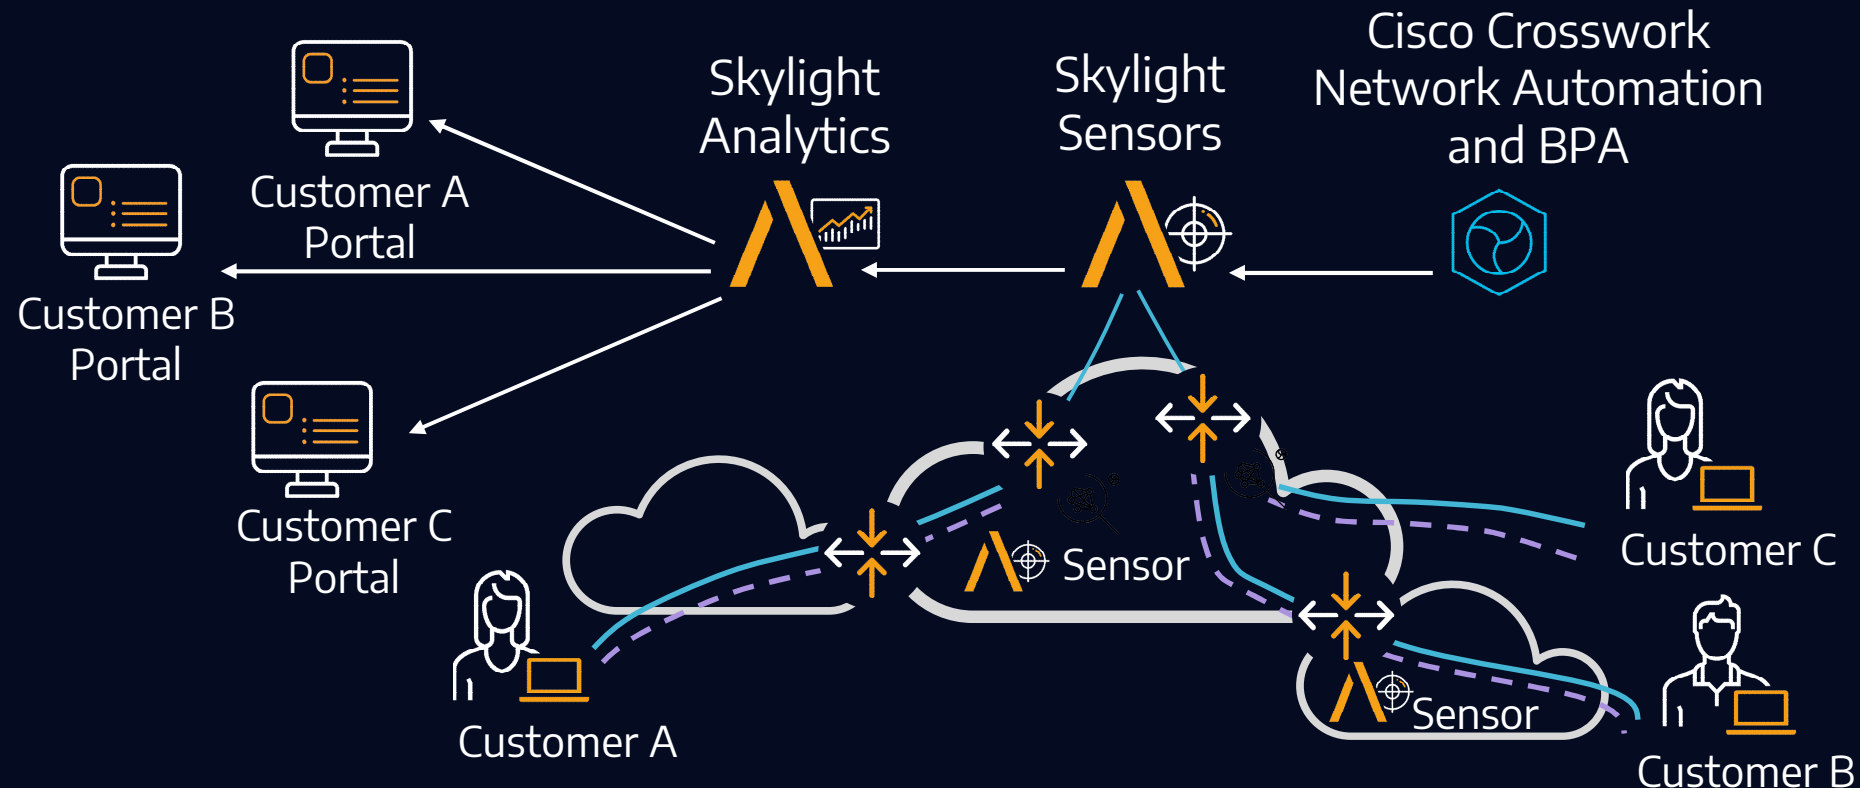 Cisco Crosswork
Network Automation
and BPA
Skylight
Sensors
Skylight
Analytics
Customer A
Portal
Customer B
Portal
Customer C
Portal
Sensor
Sensor
Customer A
Customer C
Customer B